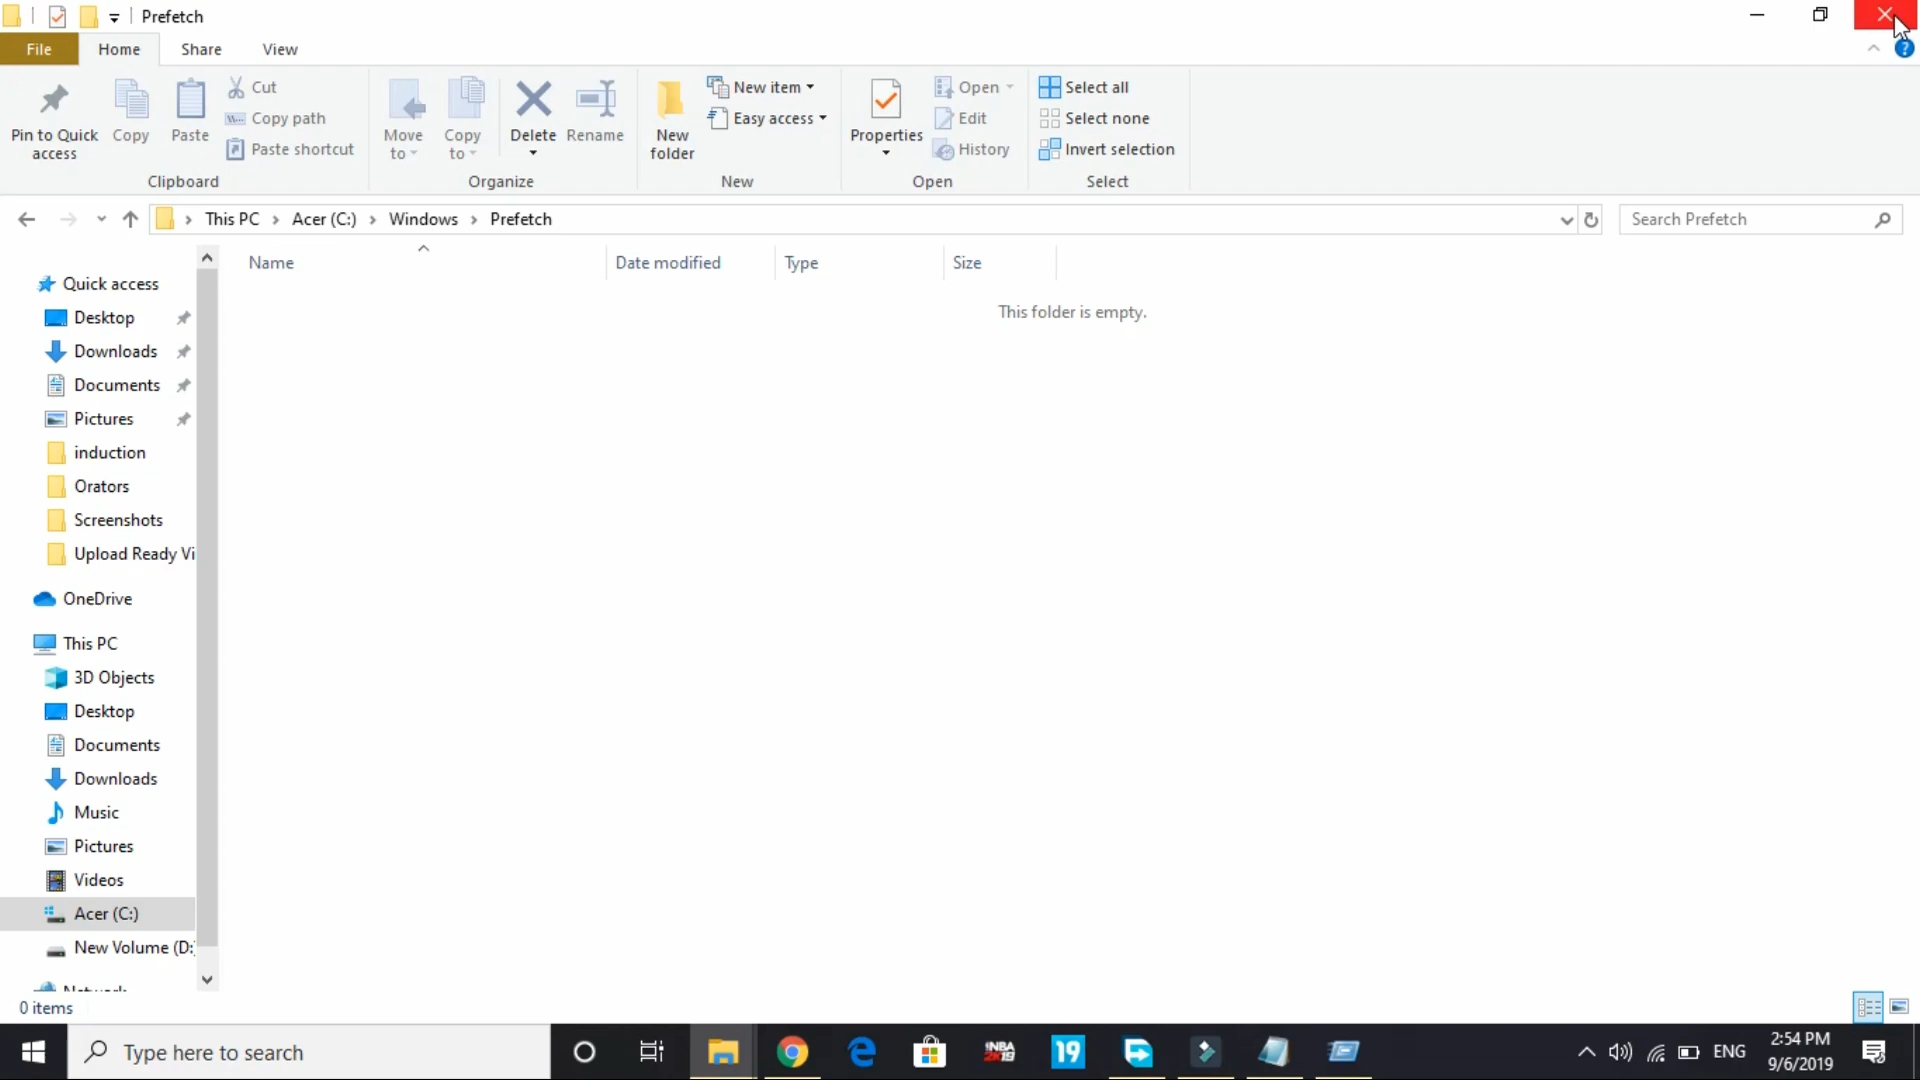 Prefetch
File Home Share View
Pin to Quick access
Copy
Paste
Cut
Copy path
Paste shortcut
Clipboard
Move to
Copy to
Delete
Rename
Organize
New folder
New item
Easy access
New
Properties
Open
Edit
History
Open
Select all
Select none
Invert selection
Select
This PC Acer (C:) Windows Prefetch
Search Prefetch
Name Date modified Type Size
This folder is empty.
Quick access
Desktop
Downloads
Documents
Pictures
induction
Orators
Screenshots
Upload Ready Vi
OneDrive
This PC
3D Objects
Desktop
Documents
Downloads
Music
Pictures
Videos
Acer (C:)
New Volume (D:
0 items
Type here to search
NBA
2K19
19
ENG
2:54 PM
9/6/2019